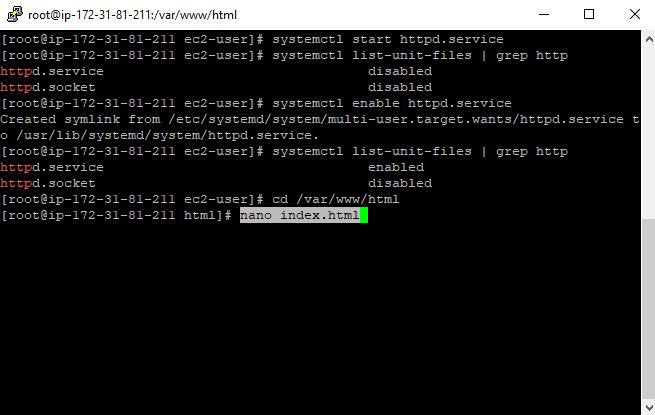 root@ip-172-31-81-211:/var/www/html
[root@ip-172-31-81-211 ec2-user]# systemctl start httpd.service
[root@ip-172-31-81-211 ec2-user]# systemctl list-unit-files | grep http
httpd.service                                 disabled
httpd.socket                                  disabled
[root@ip-172-31-81-211 ec2-user]# systemctl enable httpd.service
Created symlink from /etc/systemd/system/multi-user.target.wants/httpd.service t
o /usr/lib/systemd/system/httpd.service.
[root@ip-172-31-81-211 ec2-user]# systemctl list-unit-files | grep http
httpd.service                                 enabled
httpd.socket                                  disabled
[root@ip-172-31-81-211 ec2-user]# cd /var/www/html
[root@ip-172-31-81-211 html]# nano index.html